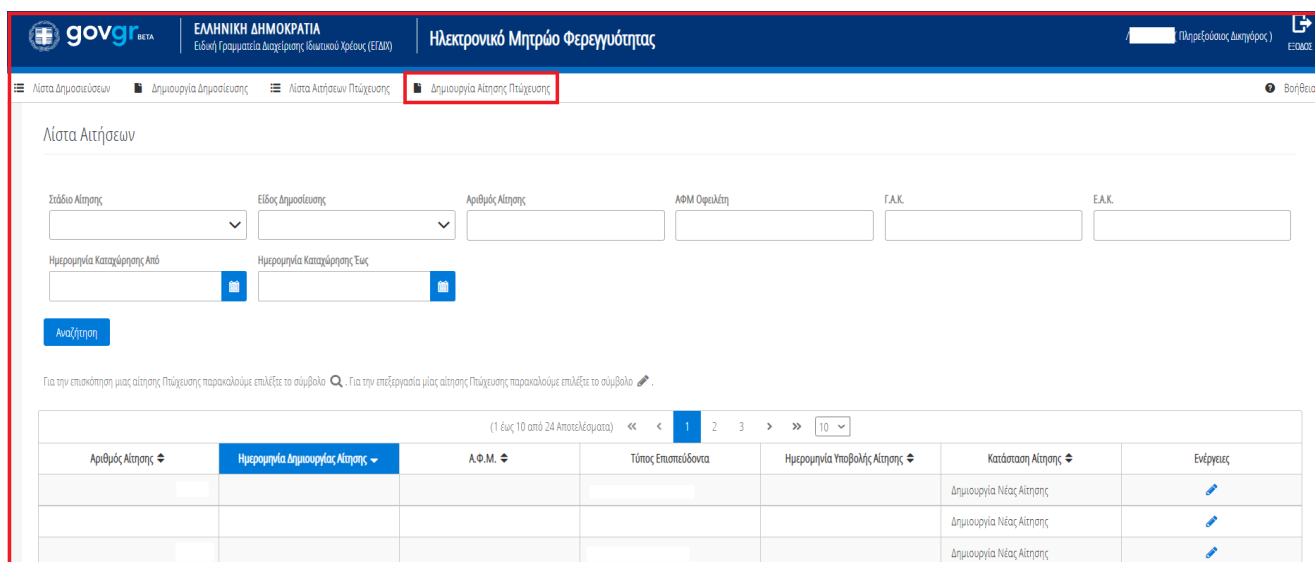 govgr BETA
ΕΛΛΗΝΙΚΗ ΔΗΜΟΚΡΑΤΙΑ
Ειδική Γραμματεία Διαχείρισης Ιδιωτικού Χρέους (ΕΓΔΙΧ)
Ηλεκτρονικό Μητρώο Φερεγγυότητας
/ ( Πληρεξούσιος Δικηγόρος )
ΕΞΟΔΟΣ
Λίστα Δημοσιεύσεων Δημιουργία Δημοσίευσης Λίστα Αιτήσεων Πτώχευσης Δημιουργία Αίτησης Πτώχευσης Βοήθεια
Λίστα Αιτήσεων
Στάδιο Αίτησης Είδος Δημοσίευσης Αριθμός Αίτησης ΑΦΜ Οφειλέτη Γ.Α.Κ. Ε.Α.Κ.
Ημερομηνία Καταχώρησης Από Ημερομηνία Καταχώρησης Έως
Αναζήτηση
Για την επισκόπηση μιας αίτησης Πτώχευσης παρακαλούμε επιλέξτε το σύμβολο . Για την επεξεργασία μίας αίτησης Πτώχευσης παρακαλούμε επιλέξτε το σύμβολο .
(1 έως 10 από 24 Αποτελέσματα) « ‹ 1 2 3 › » 10
Αριθμός Αίτησης Ημερομηνία Δημιουργίας Αίτησης Α.Φ.Μ. Τύπος Επισπεύδοντα Ημερομηνία Υποβολής Αίτησης Κατάσταση Αίτησης Ενέργειες
Δημιουργία Νέας Αίτησης
Δημιουργία Νέας Αίτησης
Δημιουργία Νέας Αίτησης